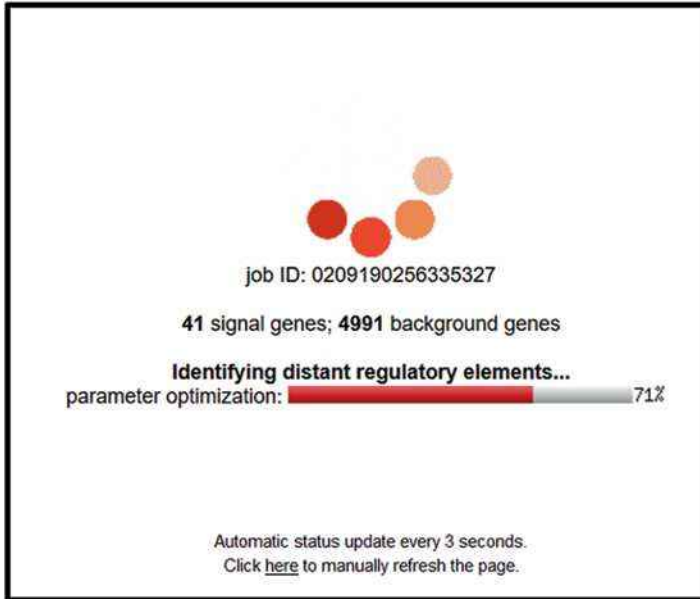 job ID: 0209190256335327
41 signal genes; 4991 background genes
Identifying distant regulatory elements...
parameter optimization: 71%
Automatic status update every 3 seconds.
Click here to manually refresh the page.